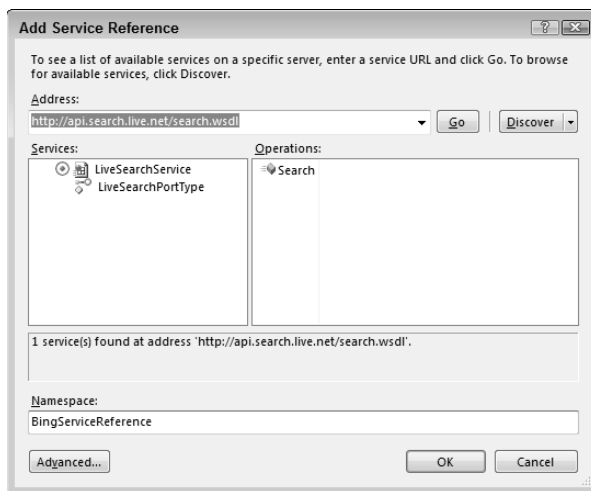 Add Service Reference
To see a list of available services on a specific server, enter a service URL and click Go. To browse
for available services, click Discover.
Address:
http://api.search.live.net/search.wsdl
Go
Discover
Services:
Operations:
LiveSearchService
LiveSearchPortType
Search
1 service(s) found at address 'http://api.search.live.net/search.wsdl'.
Namespace:
BingServiceReference
Advanced...
OK
Cancel